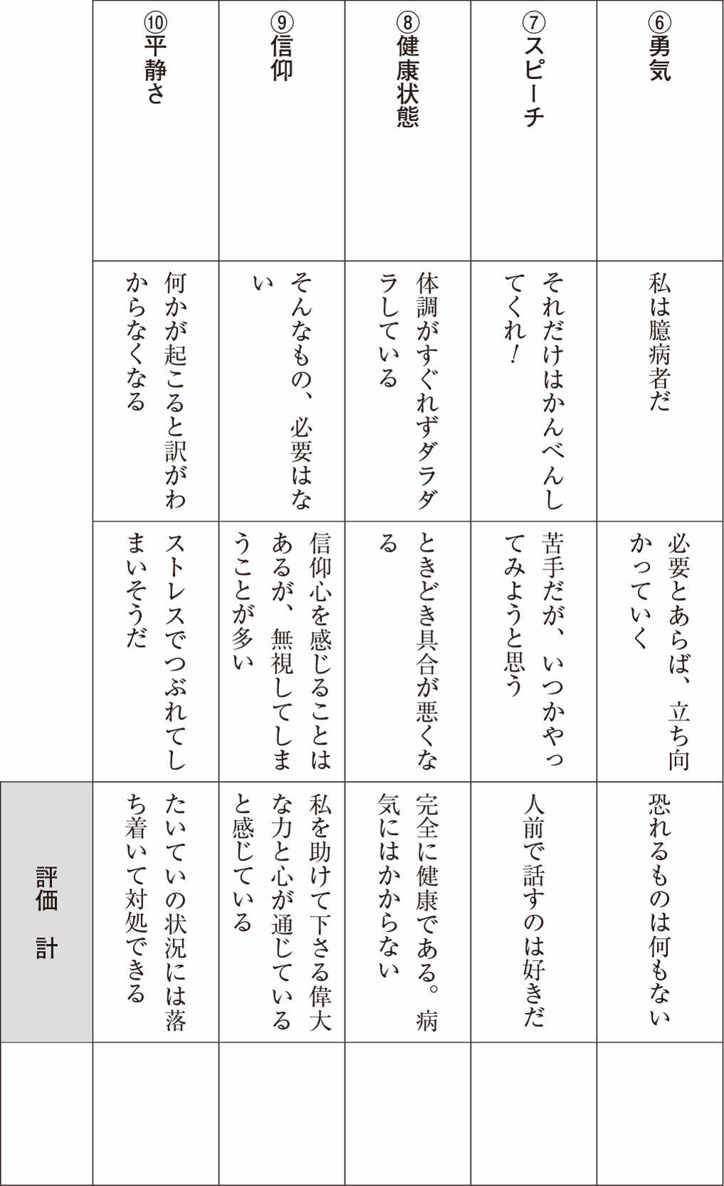 ⑥勇気
私は臆病者だ
必要とあらば、立ち向
かっていく
恐れるものは何もない
⑦スピーチ
それだけはかんべんし
てくれ！
苦手だが、いつかやっ
てみようと思う
人前で話すのは好きだ
⑧健康状態
体調がすぐれずダラダ
ラしている
ときどき具合が悪くな
る
完全に健康である。病
気にはかからない
⑨信仰
そんなもの、必要はな
い
信仰心を感じることは
あるが、無視してしま
うことが多い
私を助けて下さる偉大
な力と心が通じている
と感じている
⑩平静さ
何かが起こると訳がわ
からなくなる
ストレスでつぶれてし
まいそうだ
たいていの状況には落
ち着いて対処できる
評価　計